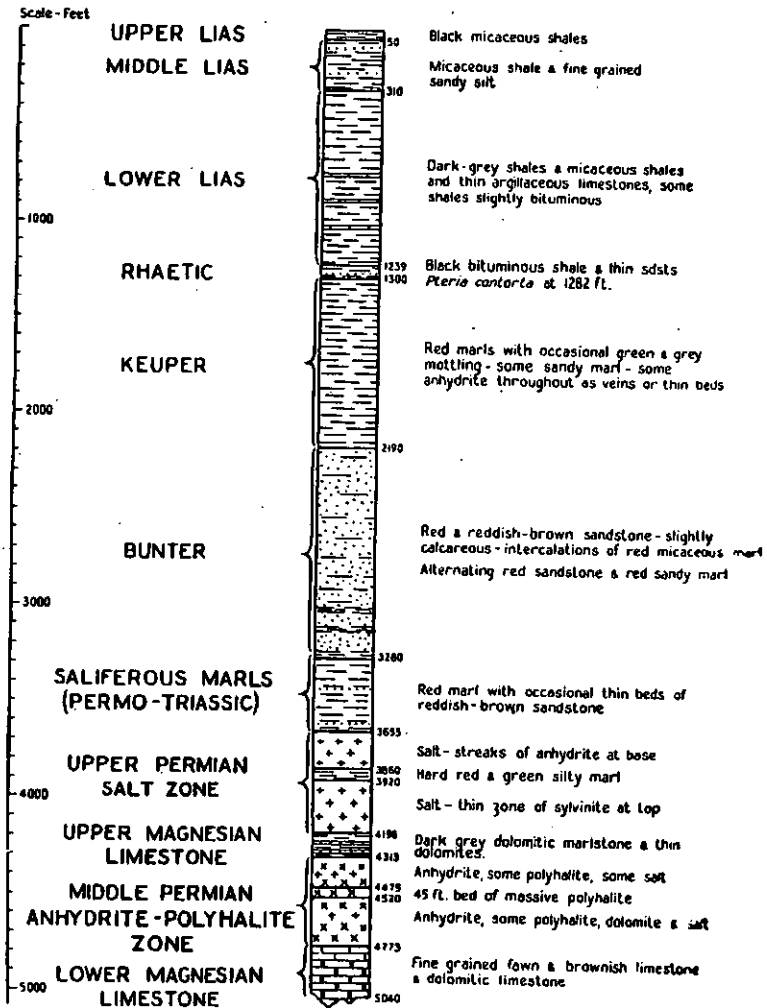 Scale-Feet
UPPER LIAS
50
Black micaceous shales
MIDDLE LIAS
Micaceous shale & fine grained
sandy silt
310
LOWER LIAS
Dark-grey shales & micaceous shales
and thin argillaceous limestones, some
shales slightly bituminous
1000
RHAETIC
1239
1300
Black bituminous shale & thin sdsts
Pteria contorta at 1282 ft.
KEUPER
Red marls with occasional green & grey
mottling - some sandy marl - some
anhydrite throughout as veins or thin beds
2000
2190
BUNTER
Red & reddish-brown sandstone - slightly
calcareous - intercalations of red micaceous marl
Alternating red sandstone & red sandy marl
3000
3280
SALIFEROUS MARLS
(PERMO-TRIASSIC)
Red marl with occasional thin beds of
reddish-brown sandstone
UPPER PERMIAN
SALT ZONE
Salt - streaks of anhydrite at base
3860
Hard red & green silty marl
3920
4000
Salt - thin zone of sylvinite at top
4196
UPPER MAGNESIAN
LIMESTONE
Dark grey dolomitic marlstone & thin
dolomites.
4313
Anhydrite, some polyhalite, some salt
4475
MIDDLE PERMIAN
ANHYDRITE-POLYHALITE
ZONE
45 ft. bed of massive polyhalite
4520
Anhydrite, some polyhalite, dolomite & salt
4773
LOWER MAGNESIAN
LIMESTONE
Fine grained fawn & brownish limestone
& dolomitic limestone
5000
5040